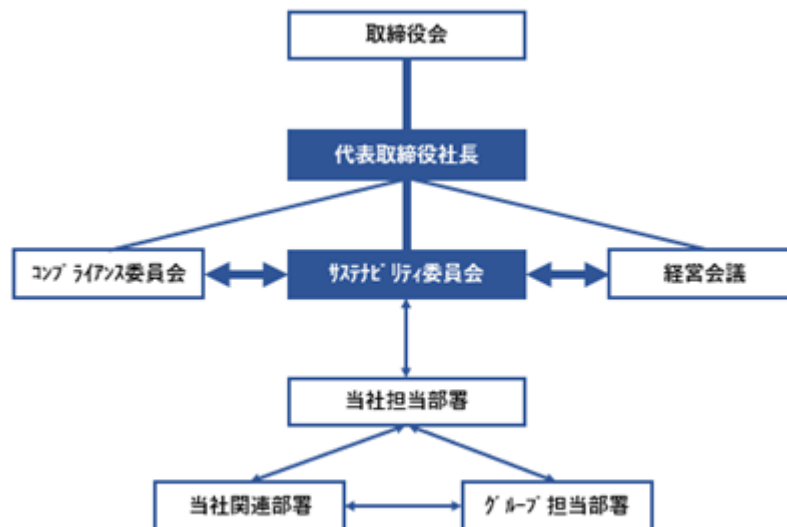 取締役会
代表取締役社長
ｺﾝﾌﾟﾗｲｱﾝｽ委員会
ｻｽﾃﾅﾋﾞﾘﾃｨ委員会
経営会議
当社担当部署
当社関連部署
ｸﾞﾙｰﾌﾟ担当部署